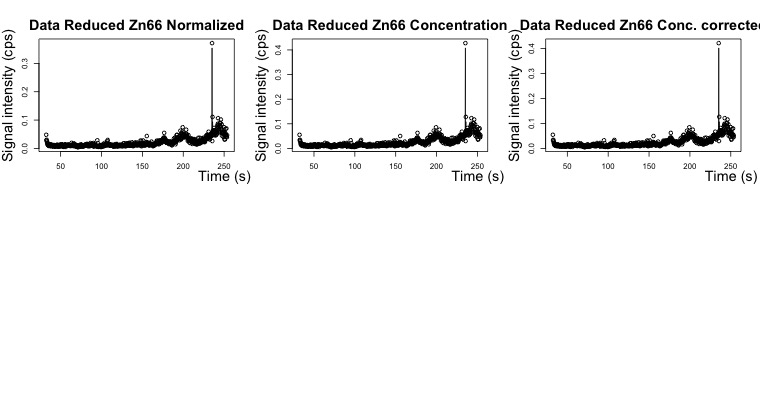 Data Reduced Zn66 Normalized
Signal intensity (cps)
0.0 0.1 0.2 0.3
50 100 150 200 250
Time (s)
Data Reduced Zn66 Concentration
Signal intensity (cps)
0.0 0.1 0.2 0.3 0.4
50 100 150 200 250
Time (s)
Data Reduced Zn66 Conc. corrected
Signal intensity (cps)
0.0 0.1 0.2 0.3 0.4
50 100 150 200 250
Time (s)